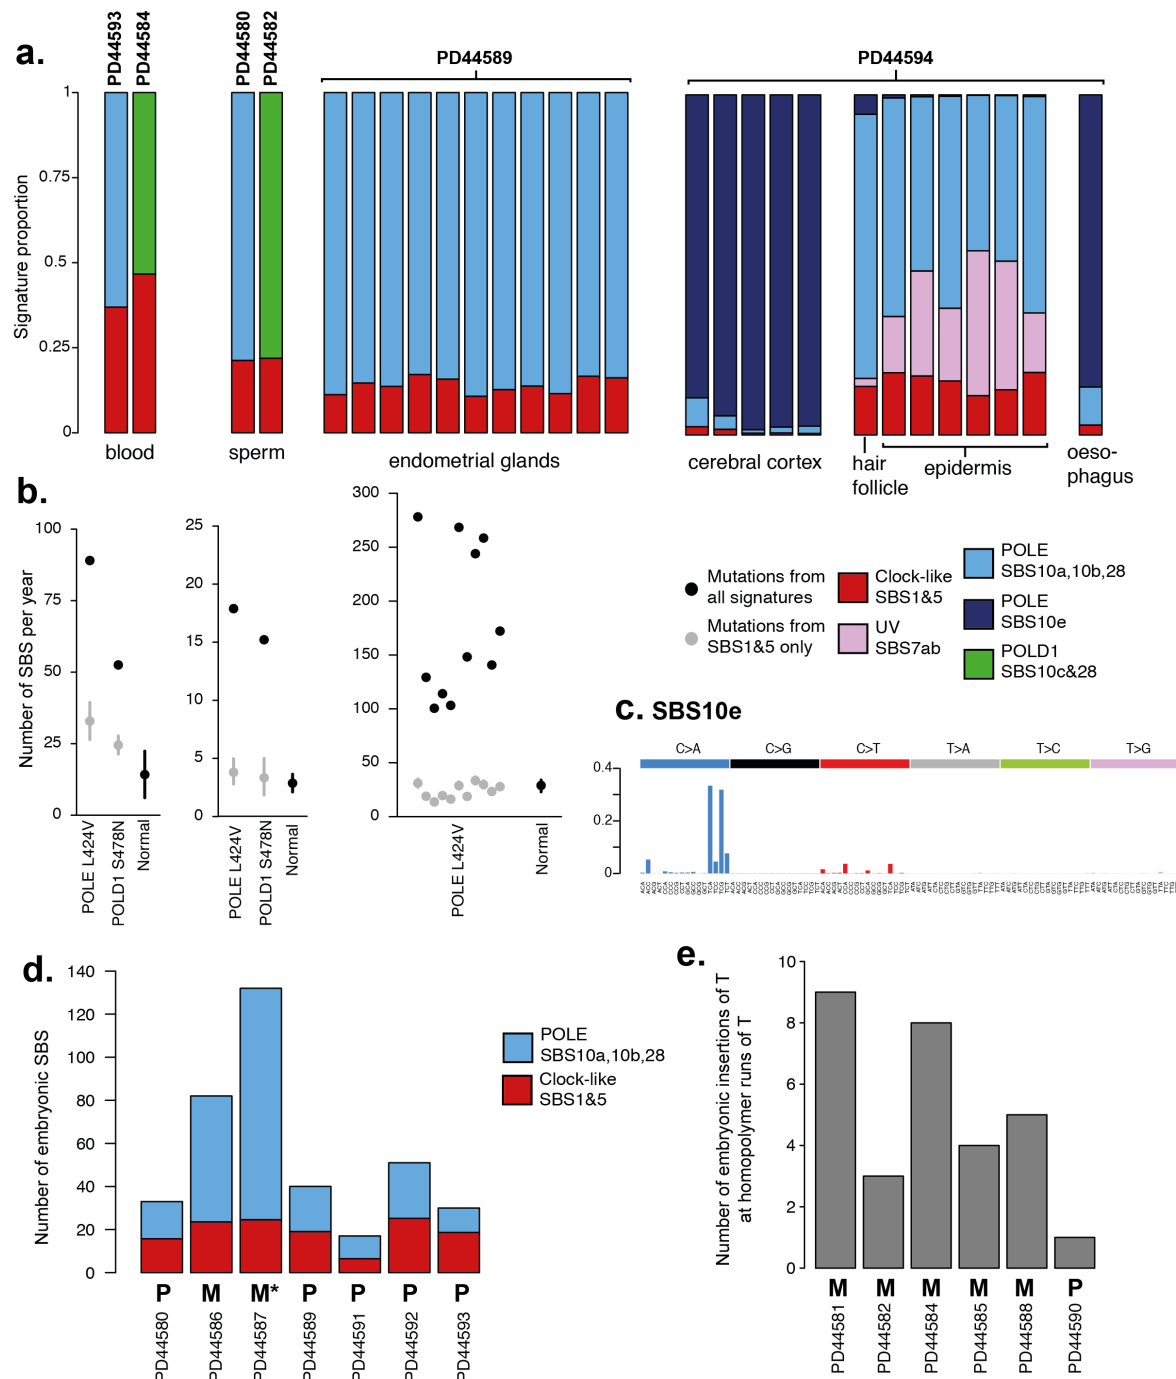 a.
PD44593
PD44584
PD44580
PD44582
PD44589
PD44594
Signature proportion
1
0.75
0.5
0.25
0
blood
sperm
endometrial glands
cerebral cortex
hair
follicle
epidermis
oeso-
phagus
b.
Number of SBS per year
100
75
50
25
0
POLE L424V
POLD1 S478N
Normal
25
20
15
10
5
0
POLE L424V
POLD1 S478N
Normal
300
250
200
150
100
50
0
POLE L424V
Normal
Mutations from
all signatures
Mutations from
SBS1&5 only
Clock-like
SBS1&5
UV
SBS7ab
POLE
SBS10a,10b,28
POLE
SBS10e
POLD1
SBS10c&28
c. SBS10e
C>A
C>G
C>T
T>A
T>C
T>G
0.4
0.2
0
d.
Number of embryonic SBS
140
120
100
80
60
40
20
0
POLE
SBS10a,10b,28
Clock-like
SBS1&5
P
M
M*
P
P
P
P
PD44580
PD44586
PD44587
PD44589
PD44591
PD44592
PD44593
e.
Number of embryonic insertions of T
at homopolymer runs of T
10
8
6
4
2
0
M
M
M
M
M
P
PD44581
PD44582
PD44584
PD44585
PD44588
PD44590